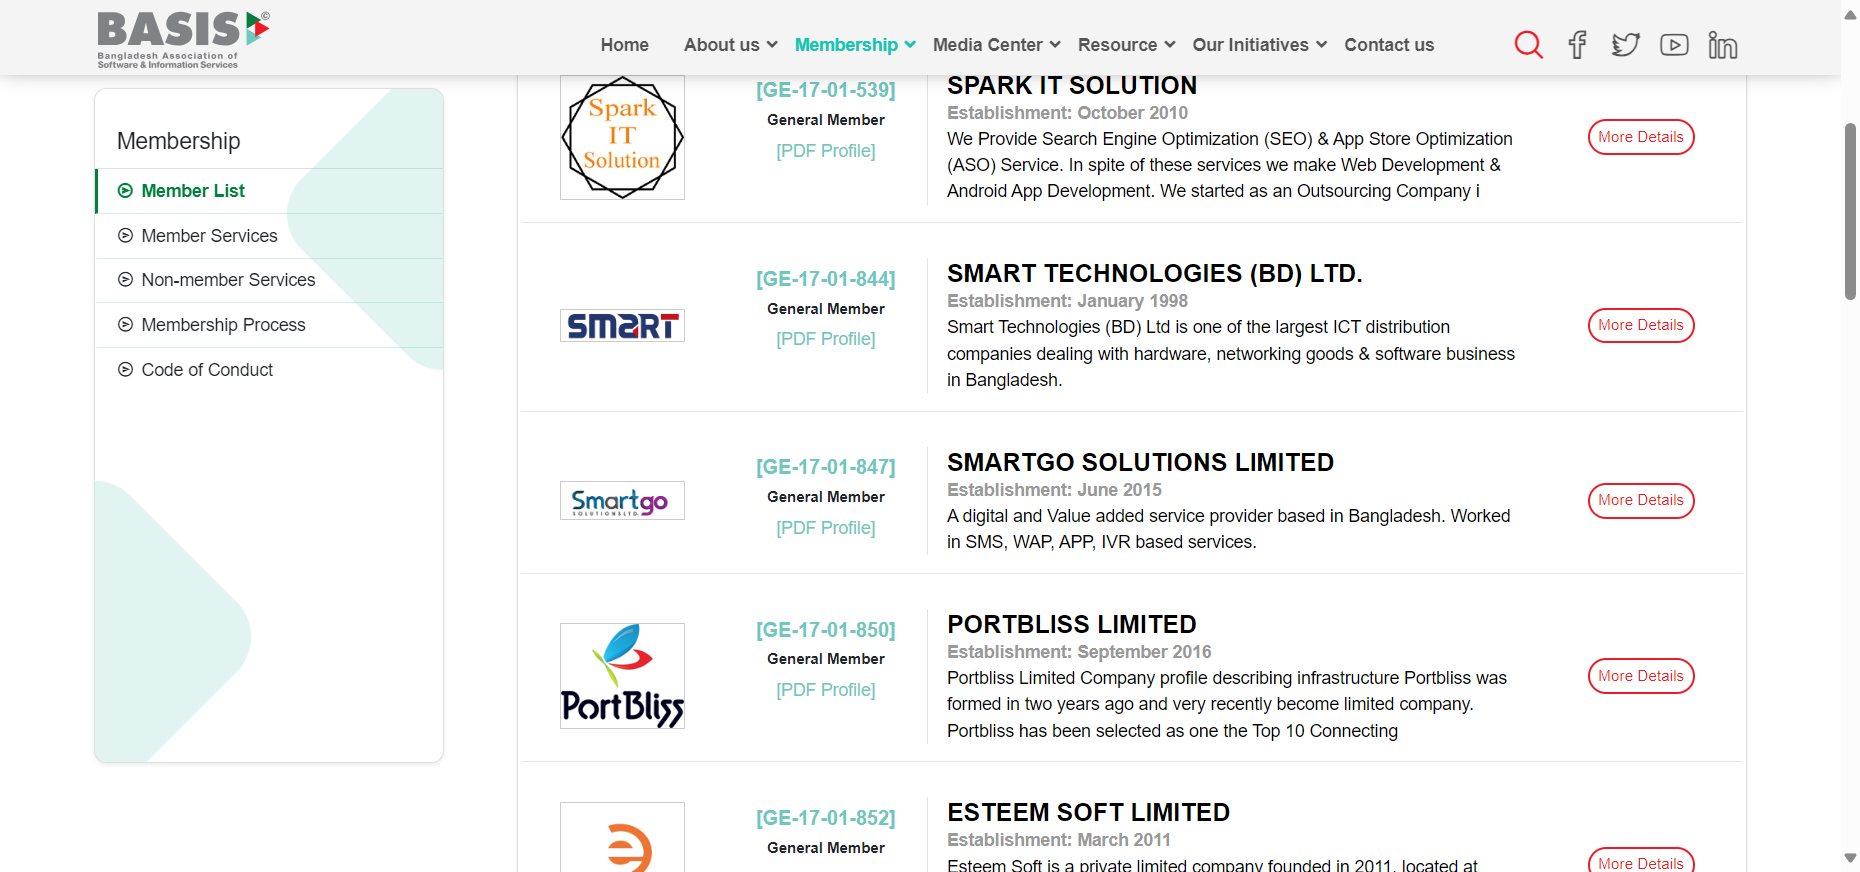 BASIS
Bangladesh Association of
Software & Information Services
Home About us Membership Media Center Resource Our Initiatives Contact us
Membership
Member List
Member Services
Non-member Services
Membership Process
Code of Conduct
Spark
IT
Solution
[GE-17-01-539]
General Member
[PDF Profile]
SPARK IT SOLUTION
Establishment: October 2010
We Provide Search Engine Optimization (SEO) & App Store Optimization
(ASO) Service. In spite of these services we make Web Development &
Android App Development. We started as an Outsourcing Company i
More Details
SMART
[GE-17-01-844]
General Member
[PDF Profile]
SMART TECHNOLOGIES (BD) LTD.
Establishment: January 1998
Smart Technologies (BD) Ltd is one of the largest ICT distribution
companies dealing with hardware, networking goods & software business
in Bangladesh.
More Details
Smartgo
SOLUTIONS LTD.
[GE-17-01-847]
General Member
[PDF Profile]
SMARTGO SOLUTIONS LIMITED
Establishment: June 2015
A digital and Value added service provider based in Bangladesh. Worked
in SMS, WAP, APP, IVR based services.
More Details
PortBliss
[GE-17-01-850]
General Member
[PDF Profile]
PORTBLISS LIMITED
Establishment: September 2016
Portbliss Limited Company profile describing infrastructure Portbliss was
formed in two years ago and very recently become limited company.
Portbliss has been selected as one the Top 10 Connecting
More Details
[GE-17-01-852]
General Member
ESTEEM SOFT LIMITED
Establishment: March 2011
Esteem Soft is a private limited company founded in 2011, located at
More Details